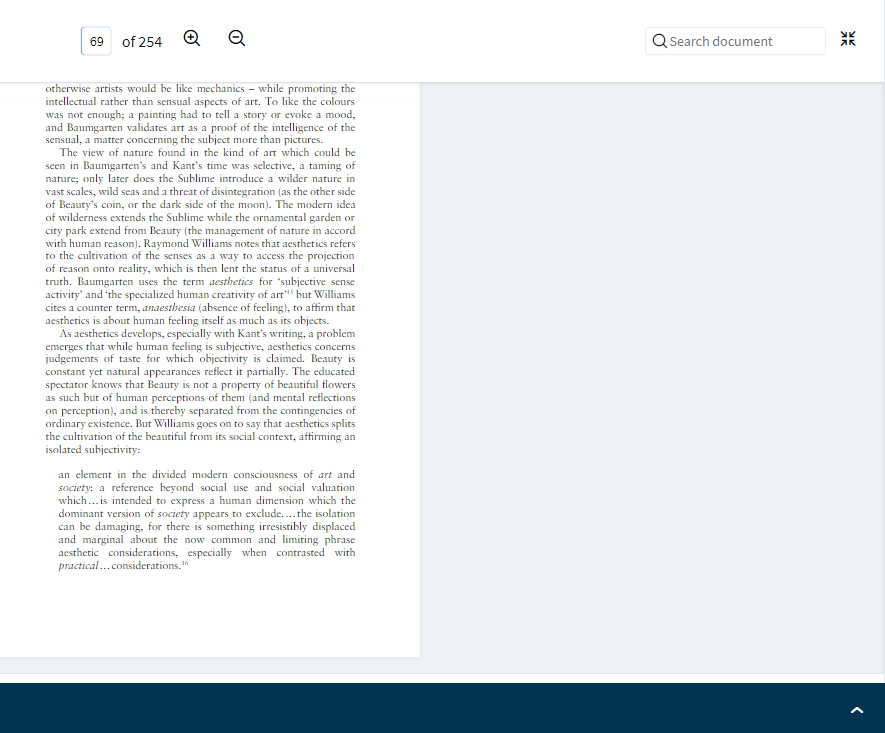 69 of 254 Search document
otherwise artists would be like mechanics – while promoting the
intellectual rather than sensual aspects of art. To like the colours
was not enough; a painting had to tell a story or evoke a mood,
and Baumgarten validates art as a proof of the intelligence of the
sensual, a matter concerning the subject more than pictures.
The view of nature found in the kind of art which could be
seen in Baumgarten’s and Kant’s time was selective, a taming of
nature; only later does the Sublime introduce a wilder nature in
vast scales, wild seas and a threat of disintegration (as the other side
of Beauty’s coin, or the dark side of the moon). The modern idea
of wilderness extends the Sublime while the ornamental garden or
city park extend from Beauty (the management of nature in accord
with human reason). Raymond Williams notes that aesthetics refers
to the cultivation of the senses as a way to access the projection
of reason onto reality, which is then lent the status of a universal
truth. Baumgarten uses the term aesthetics for ‘subjective sense
activity’ and ‘the specialized human creativity of art’¹⁵ but Williams
cites a counter term, anaesthesia (absence of feeling), to affirm that
aesthetics is about human feeling itself as much as its objects.
As aesthetics develops, especially with Kant’s writing, a problem
emerges that while human feeling is subjective, aesthetics concerns
judgements of taste for which objectivity is claimed. Beauty is
constant yet natural appearances reflect it partially. The educated
spectator knows that Beauty is not a property of beautiful flowers
as such but of human perceptions of them (and mental reflections
on perception), and is thereby separated from the contingencies of
ordinary existence. But Williams goes on to say that aesthetics splits
the cultivation of the beautiful from its social context, affirming an
isolated subjectivity:
an element in the divided modern consciousness of art and
society: a reference beyond social use and social valuation
which…is intended to express a human dimension which the
dominant version of society appears to exclude.…the isolation
can be damaging, for there is something irresistibly displaced
and marginal about the now common and limiting phrase
aesthetic considerations, especially when contrasted with
practical…considerations.¹⁶